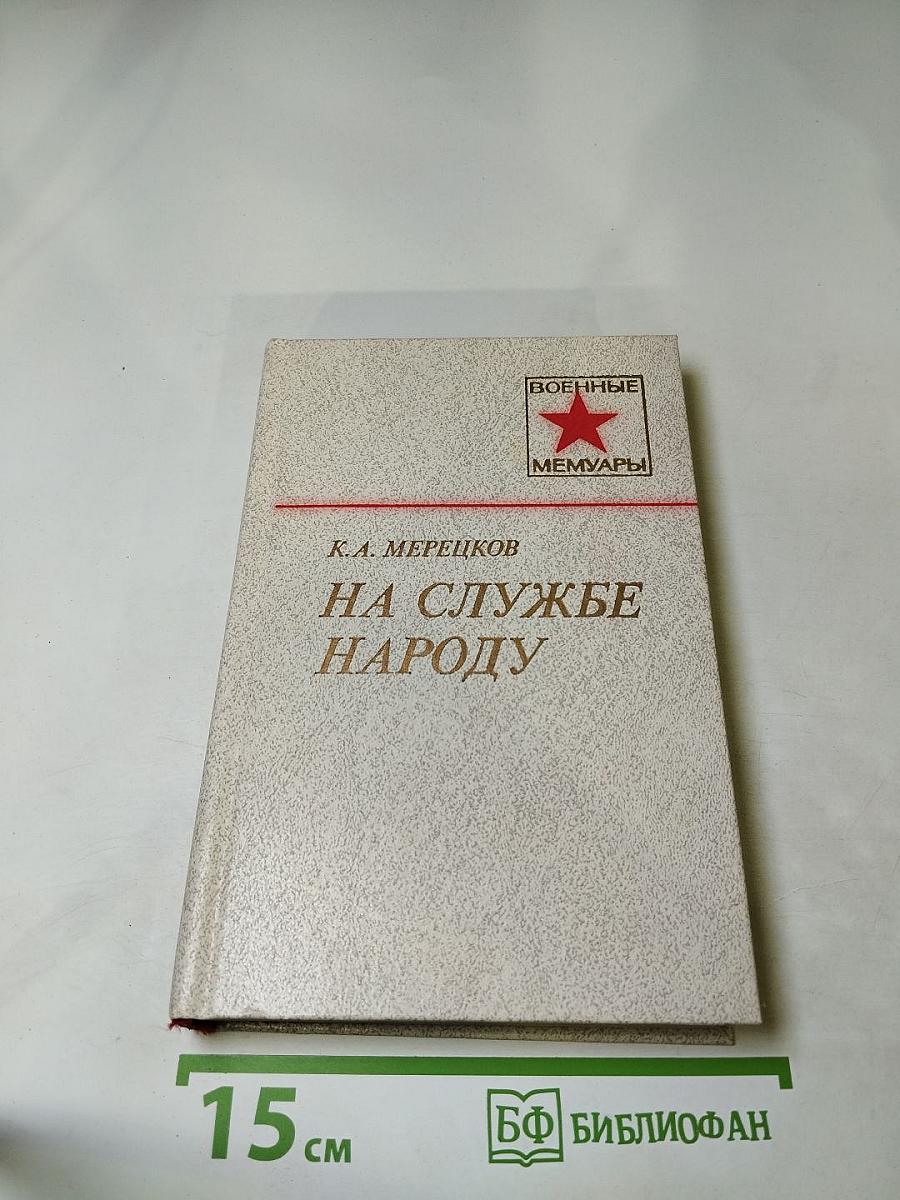 ВОЕННЫЕ
МЕМУАРЫ
К.А. МЕРЕЦКОВ
НА СЛУЖБЕ
НАРОДУ
15 см
БФ БИБЛИОФАН